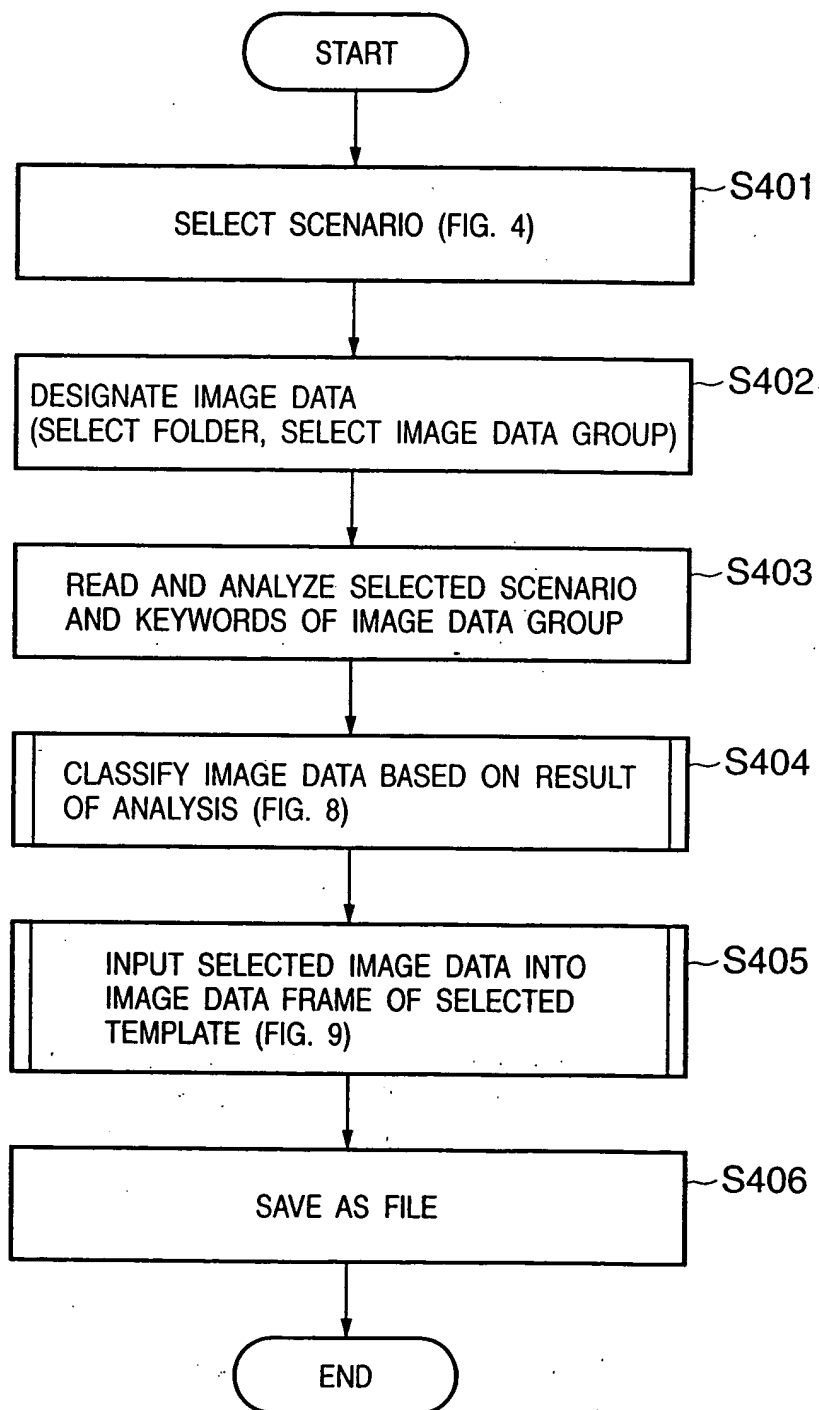 START
S401
SELECT SCENARIO (FIG. 4)
S402
DESIGNATE IMAGE DATA
(SELECT FOLDER, SELECT IMAGE DATA GROUP)
S403
READ AND ANALYZE SELECTED SCENARIO
AND KEYWORDS OF IMAGE DATA GROUP
S404
CLASSIFY IMAGE DATA BASED ON RESULT
OF ANALYSIS (FIG. 8)
S405
INPUT SELECTED IMAGE DATA INTO
IMAGE DATA FRAME OF SELECTED
TEMPLATE (FIG. 9)
S406
SAVE AS FILE
END